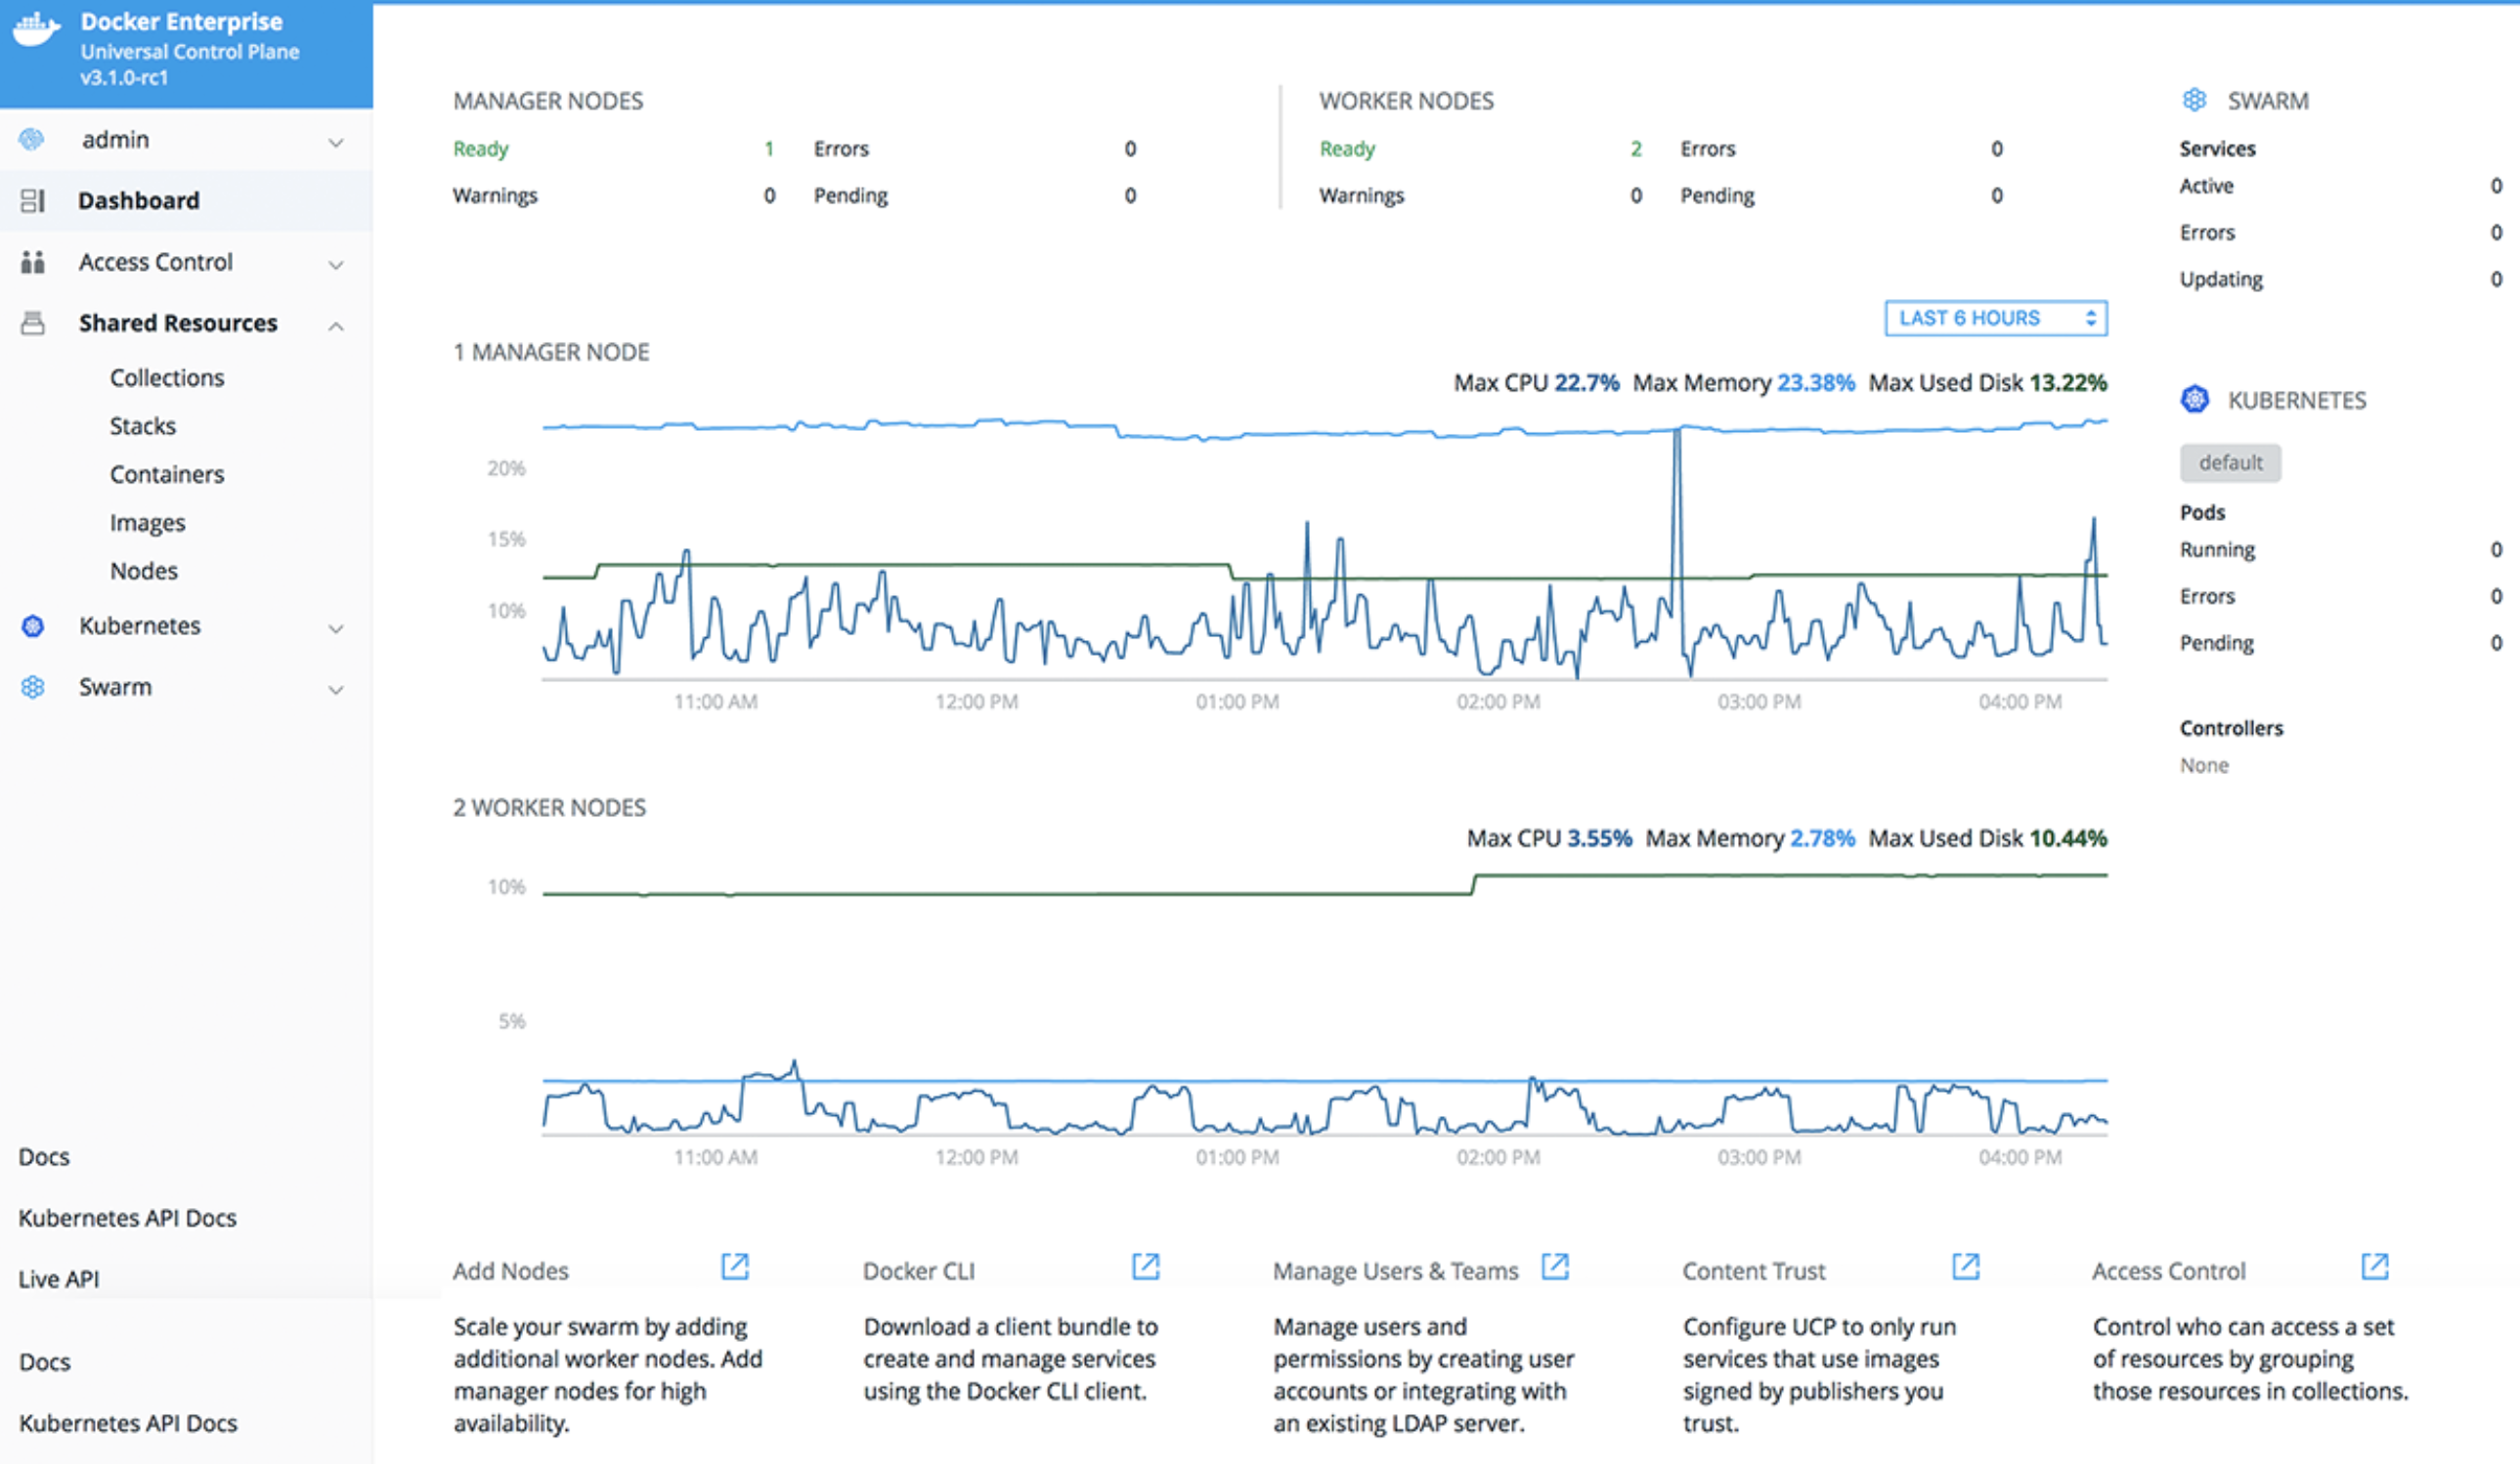 Docker Enterprise
Universal Control Plane
v3.1.0-rc1
admin
Dashboard
Access Control
Shared Resources
Collections
Stacks
Containers
Images
Nodes
Kubernetes
Swarm
Docs
Kubernetes API Docs
Live API
Docs
Kubernetes API Docs
MANAGER NODES
Ready 1 Errors 0
Warnings 0 Pending 0
WORKER NODES
Ready 2 Errors 0
Warnings 0 Pending 0
LAST 6 HOURS
1 MANAGER NODE
Max CPU 22.7% Max Memory 23.38% Max Used Disk 13.22%
20%
15%
10%
11:00 AM 12:00 PM 01:00 PM 02:00 PM 03:00 PM 04:00 PM
2 WORKER NODES
Max CPU 3.55% Max Memory 2.78% Max Used Disk 10.44%
10%
5%
11:00 AM 12:00 PM 01:00 PM 02:00 PM 03:00 PM 04:00 PM
SWARM
Services
Active 0
Errors 0
Updating 0
KUBERNETES
default
Pods
Running 0
Errors 0
Pending 0
Controllers
None
Add Nodes
Scale your swarm by adding
additional worker nodes. Add
manager nodes for high
availability.
Docker CLI
Download a client bundle to
create and manage services
using the Docker CLI client.
Manage Users & Teams
Manage users and
permissions by creating user
accounts or integrating with
an existing LDAP server.
Content Trust
Configure UCP to only run
services that use images
signed by publishers you
trust.
Access Control
Control who can access a set
of resources by grouping
those resources in collections.